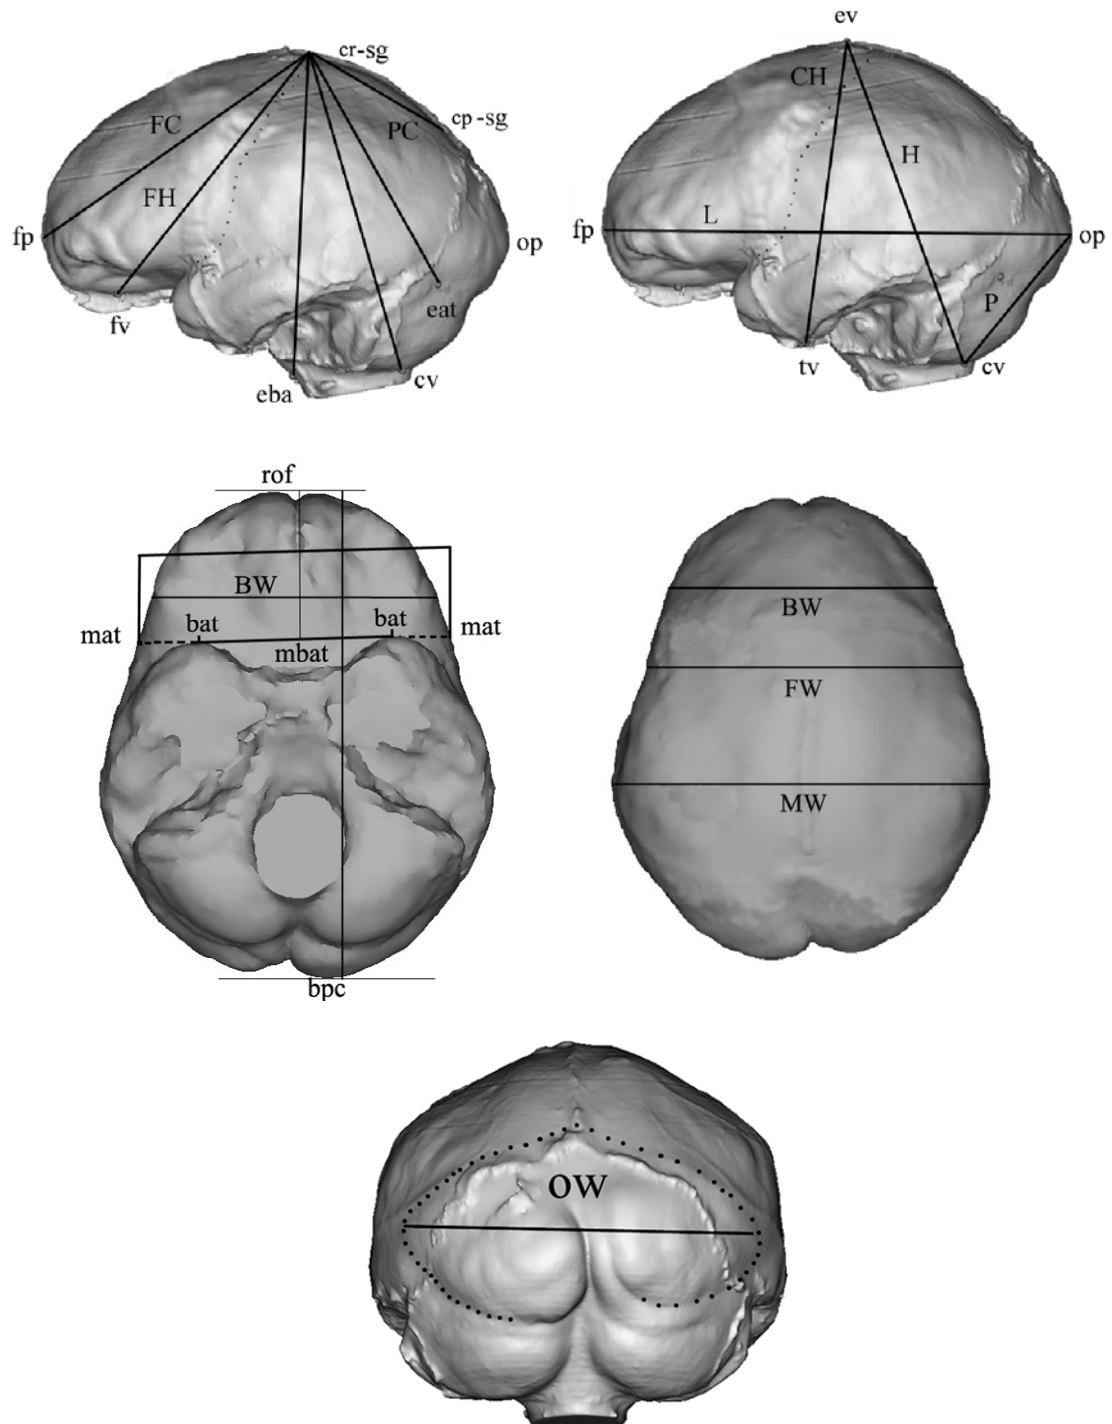 cr-sg
FC
PC
cp-sg
FH
fp
op
eat
fv
eba
cv
ev
CH
H
L
fp
op
P
tv
cv
rof
BW
bat
bat
mat
mat
mbat
bpc
BW
FW
MW
OW